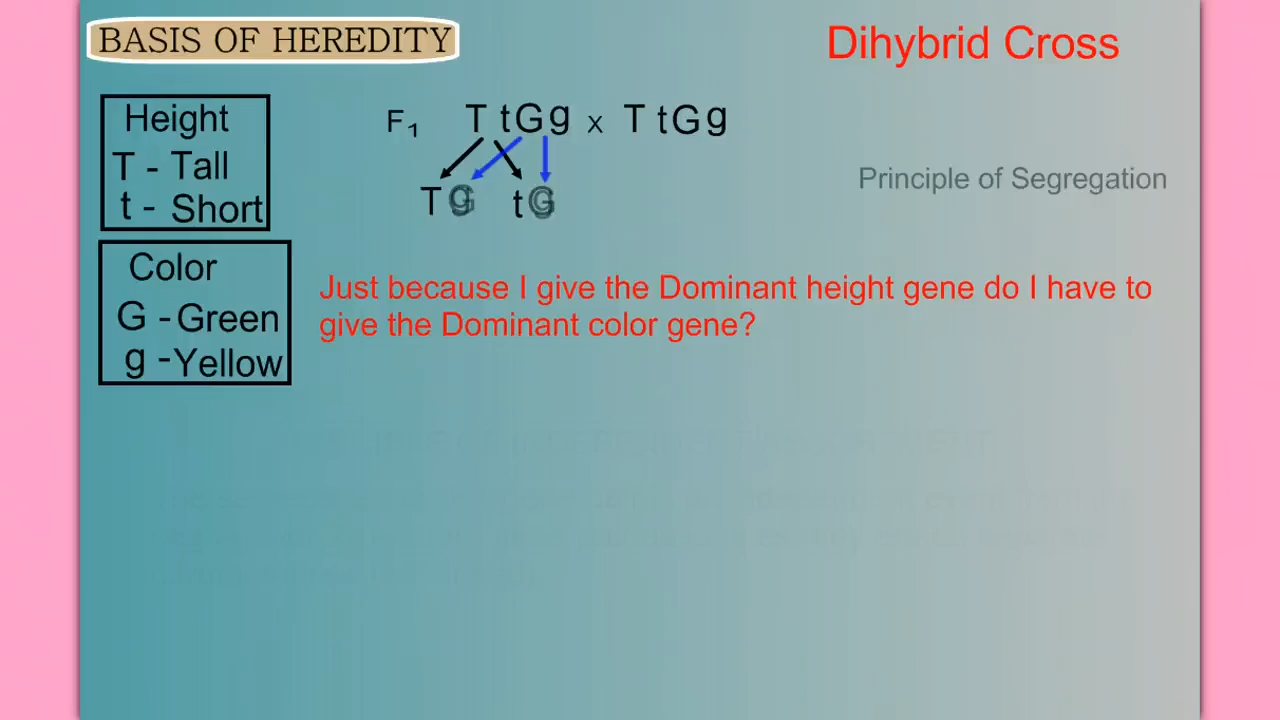 BASIS OF HEREDITY
Dihybrid Cross
Height
T - Tall
t - Short
F₁ T t G g x T t G g
T G t G
Principle of Segregation
Color
G - Green
g - Yellow
Just because I give the Dominant height gene do I have to
give the Dominant color gene?